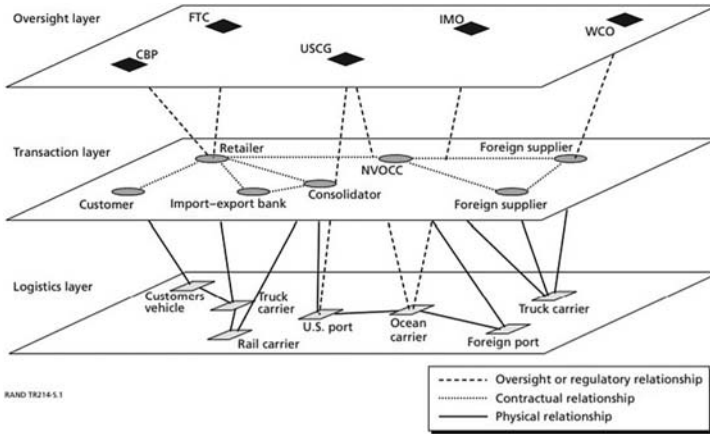 Oversight layer
FTC
IMO
WCO
CBP
USCG
Retailer
Foreign supplier
Transaction layer
NVOCC
Customer
Import–export bank
Consolidator
Foreign supplier
Logistics layer
Customers
vehicle
Truck
carrier
U.S. port
Ocean
carrier
Truck carrier
Rail carrier
Foreign port
RAND TR214-5.1
Oversight or regulatory relationship
Contractual relationship
Physical relationship